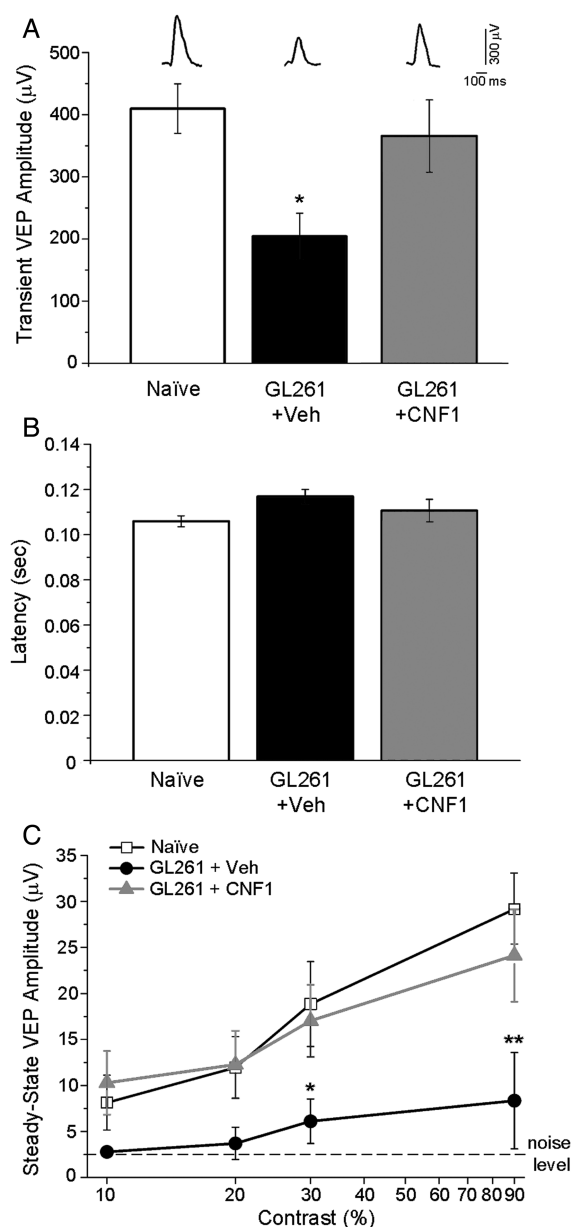 A
500
400
300
200
100
0
Transient VEP Amplitude (µV)
300 µV
100 ms
*
Naïve
GL261
+Veh
GL261
+CNF1
B
0.14
0.12
0.10
0.08
0.06
0.04
0.02
0
Latency (sec)
Naïve
GL261
+Veh
GL261
+CNF1
C
Naïve
GL261 + Veh
GL261 + CNF1
35
30
25
20
15
10
5
0
Steady-State VEP Amplitude (µV)
*
**
noise
level
10 20 30 40 50 60 70 80 90
Contrast (%)